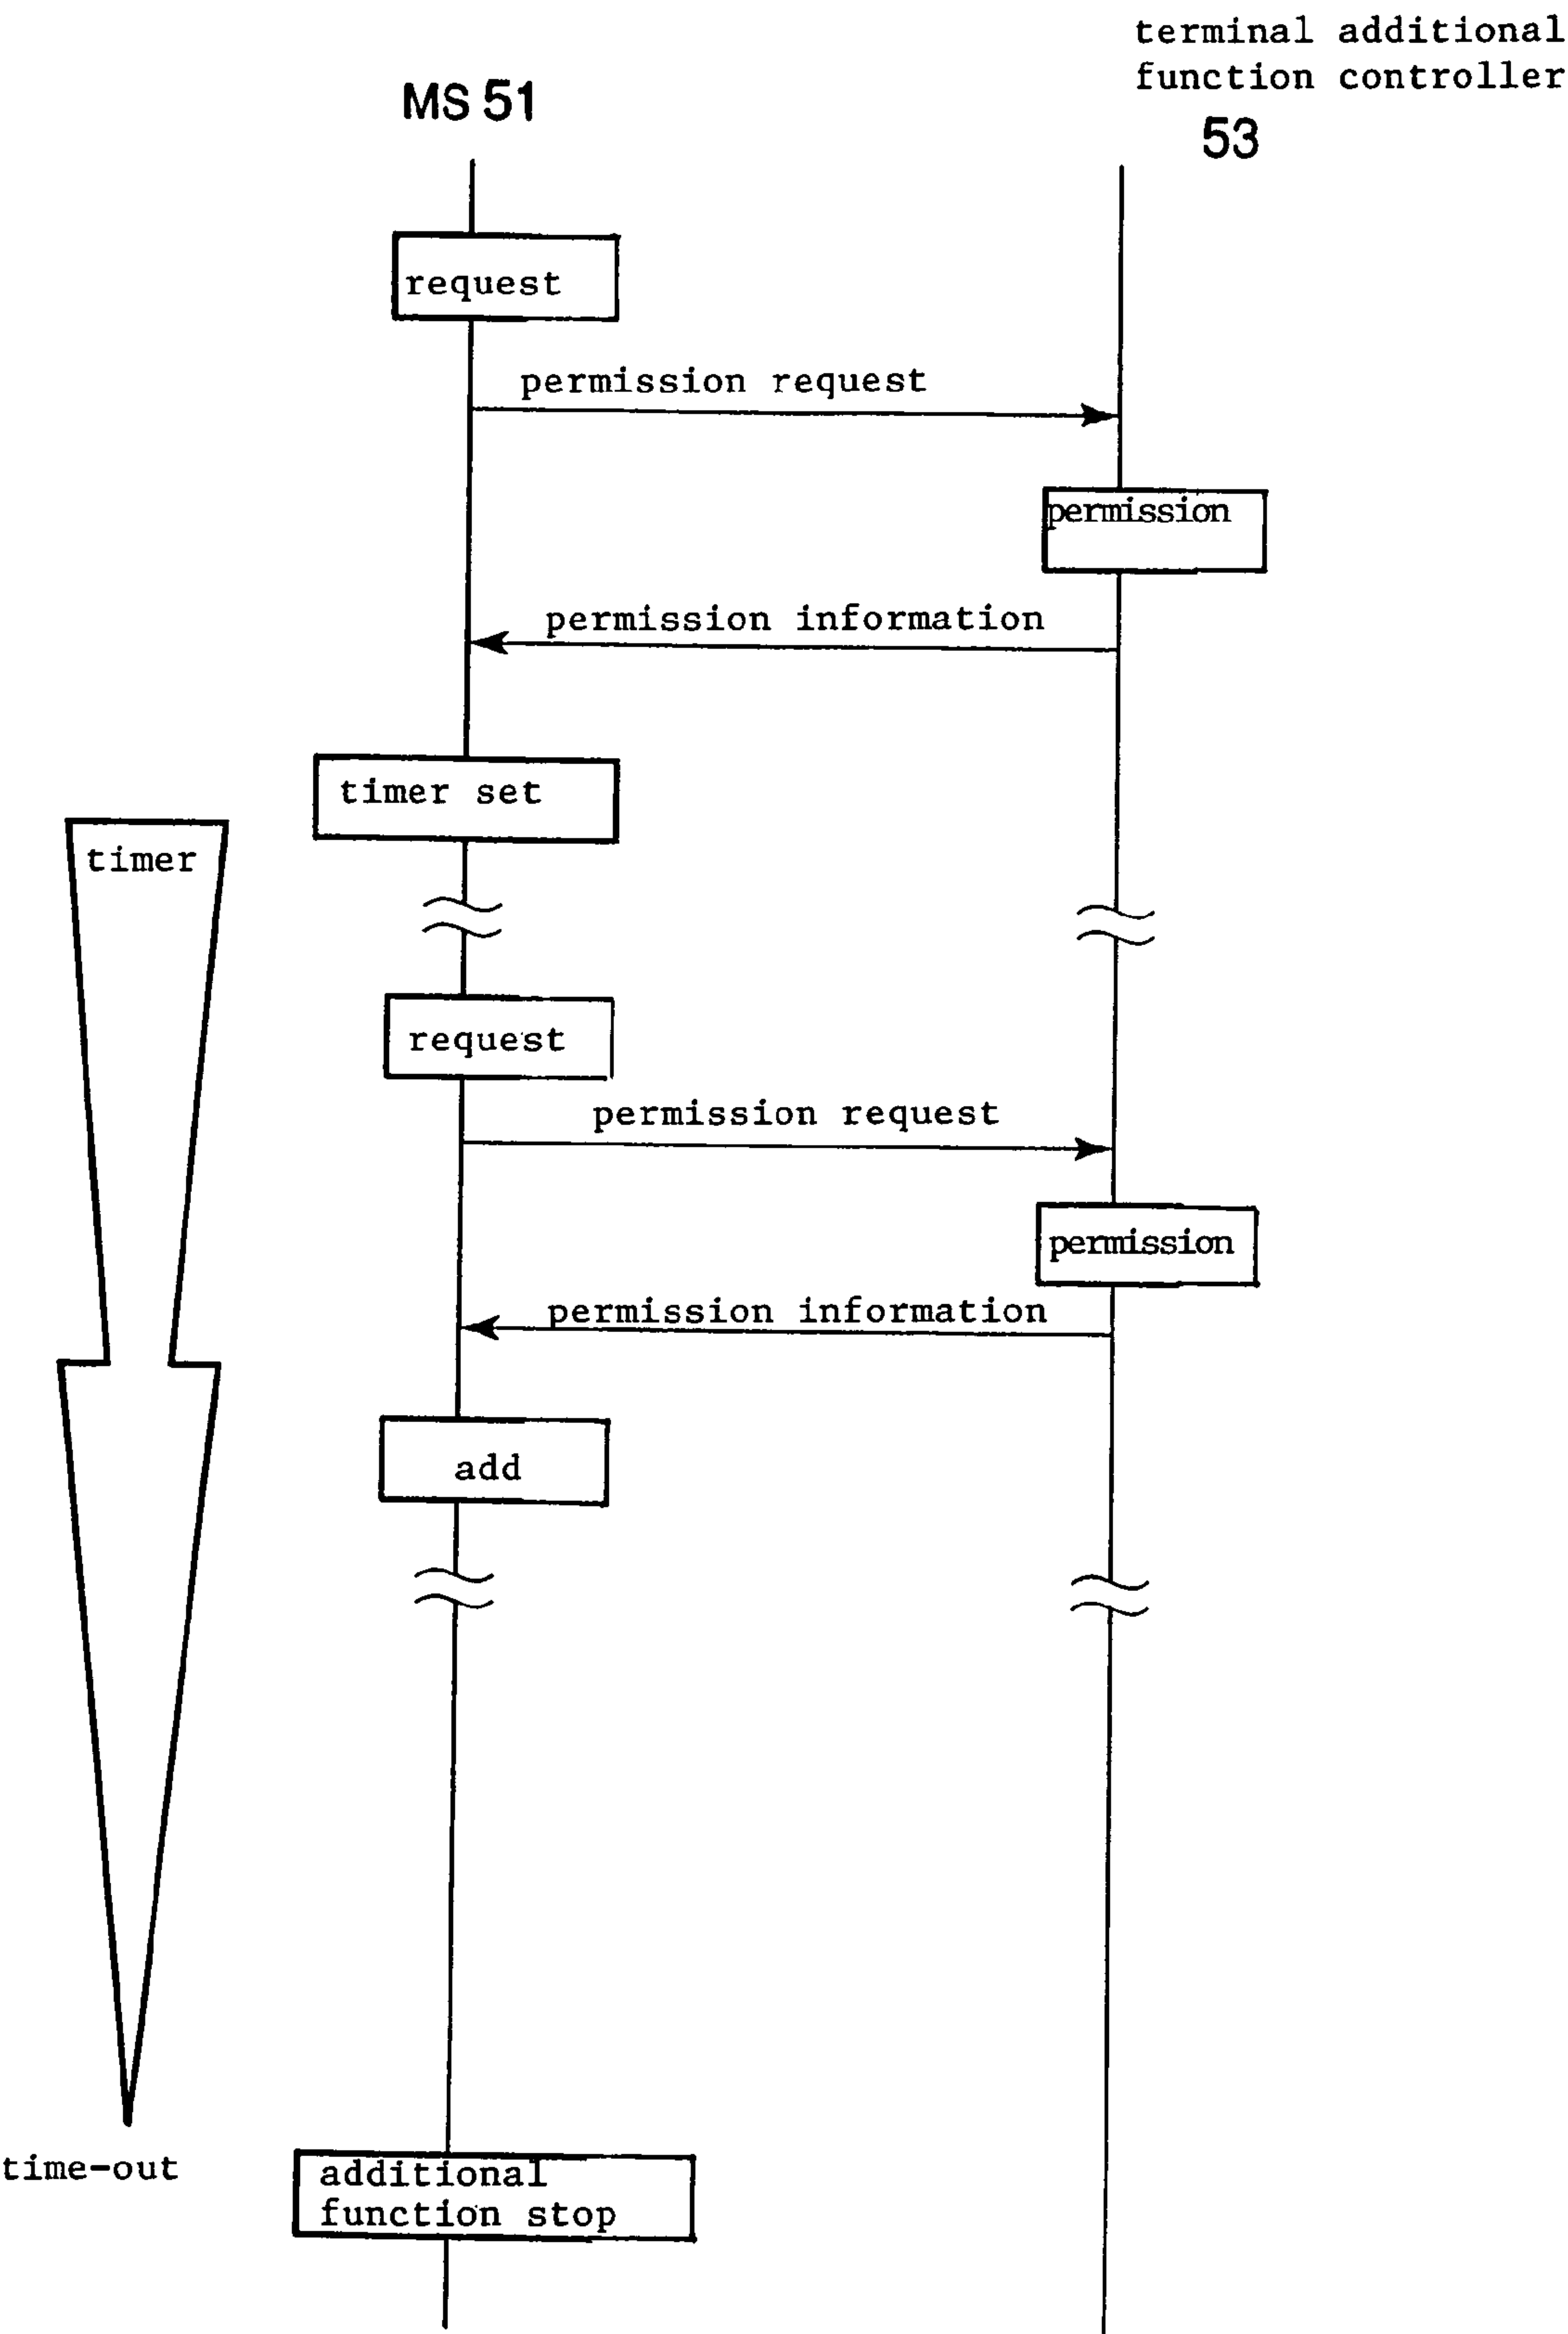 terminal additional
function controller
53
MS 51
request
permission request
permission
permission information
timer set
timer
request
permission request
permission
permission information
add
time-out
additional
function stop